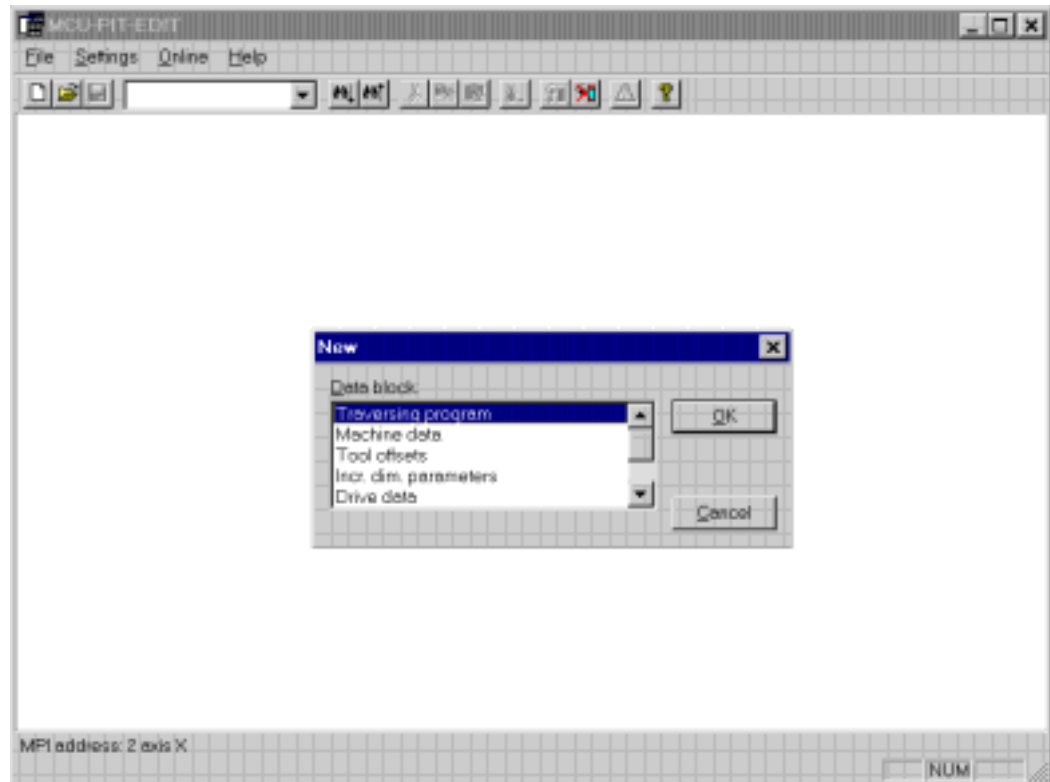 MCU-PIT-EDIT
File Settings Online Help
New
Data block:
Traversing program
Machine data
Tool offsets
Incr. dim. parameters
Drive data
OK
Cancel
MPI address: 2 axis X
NUM